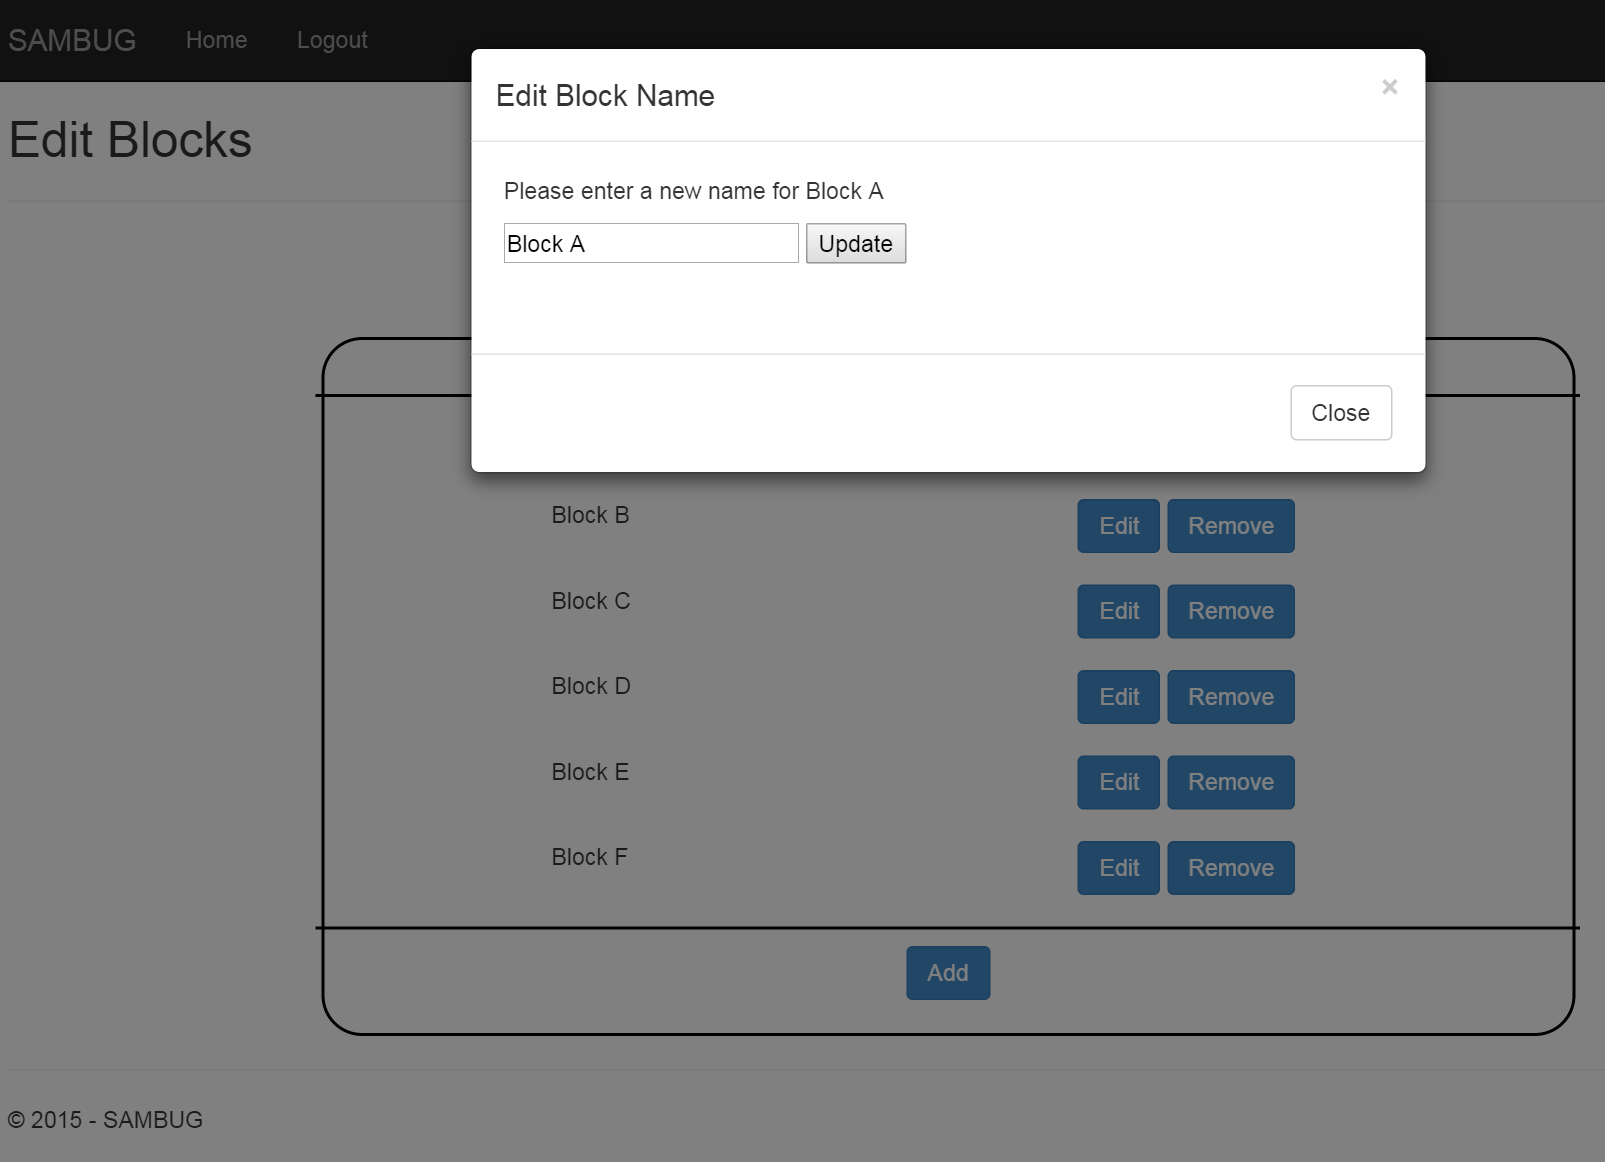 SAMBUG Home Logout
Edit Block Name ×
Edit Blocks
Please enter a new name for Block A
Block A Update
Close
Block B Edit Remove
Block C Edit Remove
Block D Edit Remove
Block E Edit Remove
Block F Edit Remove
Add
© 2015 - SAMBUG